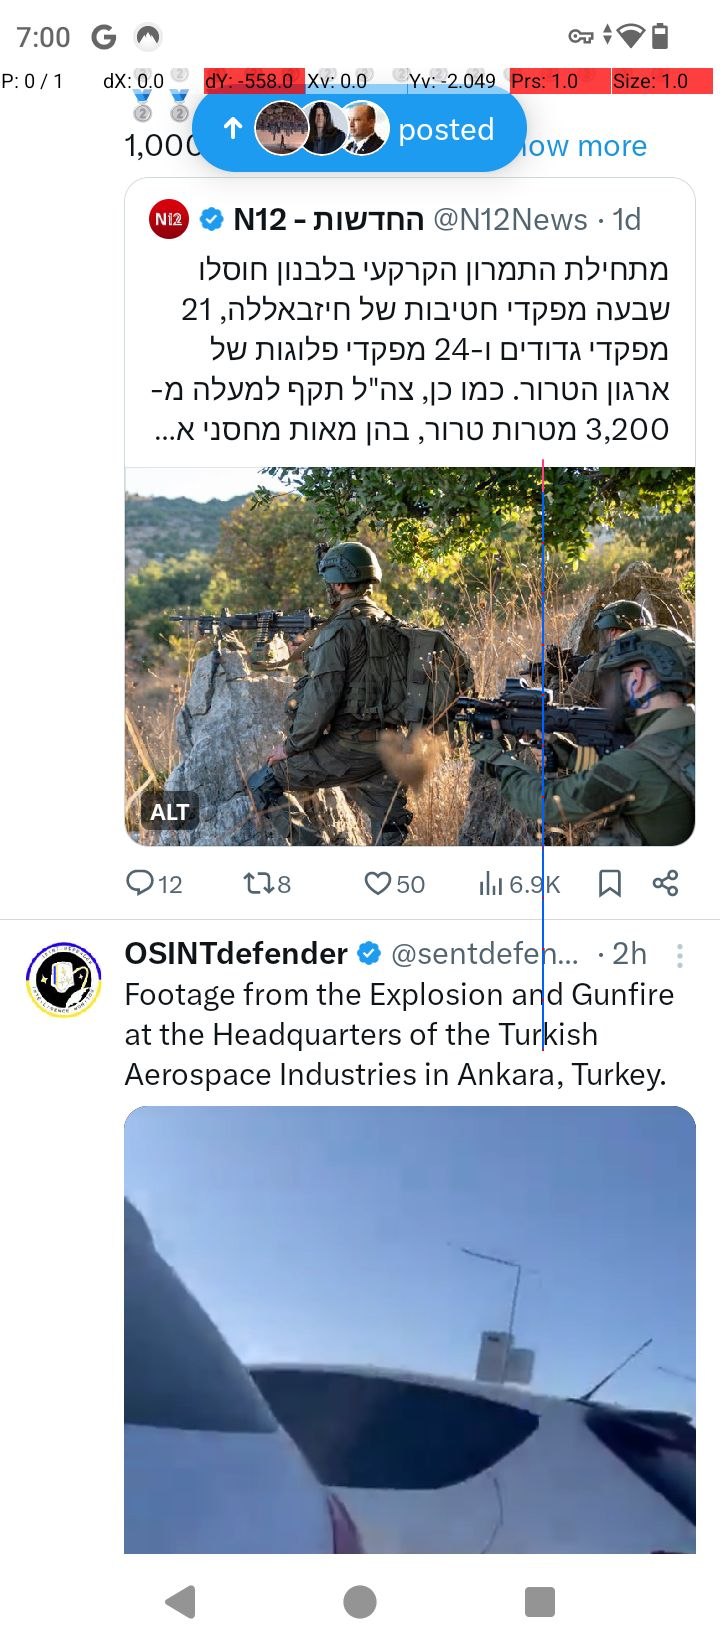 7:00
P: 0 / 1 dX: 0.0 dY: -558.0 Xv: 0.0 Yv: -2.049 Prs: 1.0 Size: 1.0
posted
1,000 how more
N12 החדשות - N12 @N12News · 1d
מתחילת התמרון הקרקעי בלבנון חוסלו
שבעה מפקדי חטיבות של חיזבאללה, 21
מפקדי גדודים ו-24 מפקדי פלוגות של
ארגון הטרור. כמו כן, צה"ל תקף למעלה מ-
3,200 מטרות טרור, בהן מאות מחסני א...
ALT
12 8 50 6.9K
OSINTdefender @sentdefen... · 2h
Footage from the Explosion and Gunfire
at the Headquarters of the Turkish
Aerospace Industries in Ankara, Turkey.